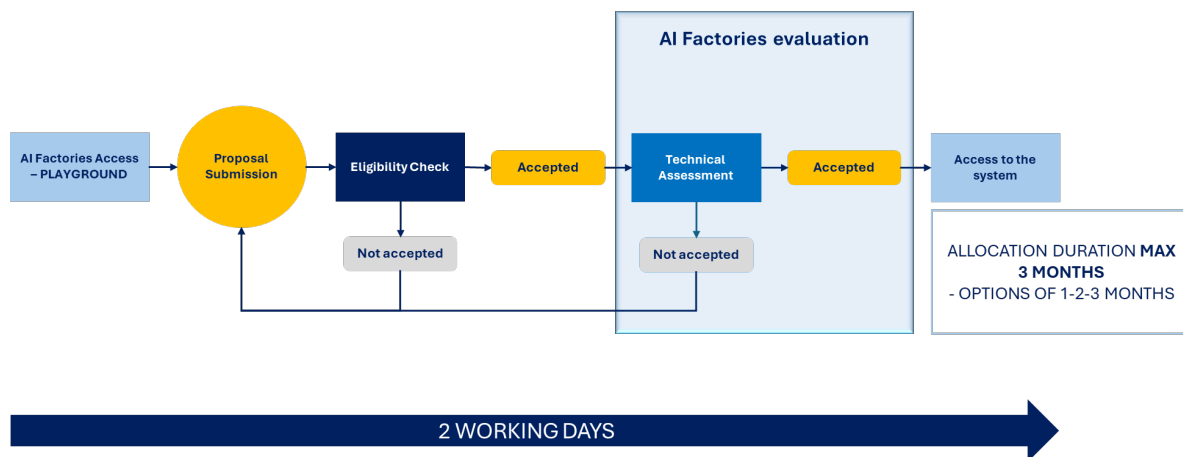 AI Factories evaluation
AI Factories Access
– PLAYGROUND
Proposal
Submission
Eligibility Check
Accepted
Technical
Assessment
Accepted
Access to the
system
Not accepted
Not accepted
ALLOCATION DURATION MAX
3 MONTHS
- OPTIONS OF 1-2-3 MONTHS
2 WORKING DAYS